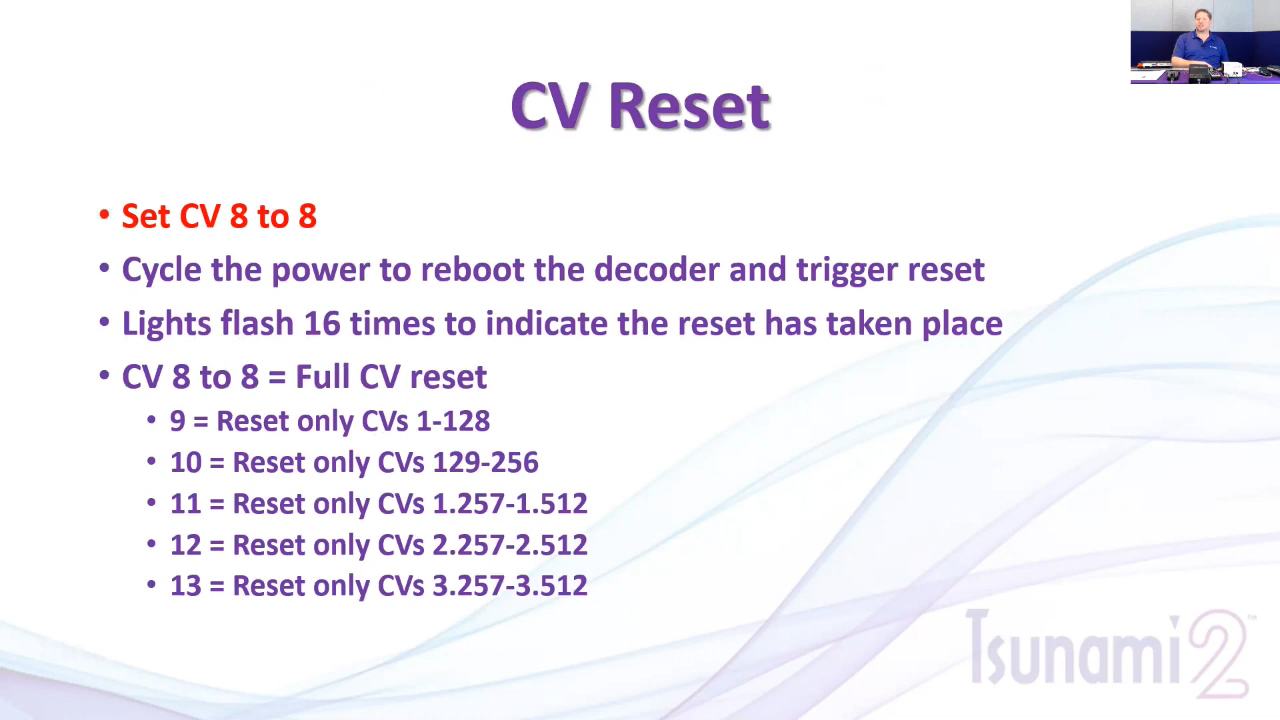 CV Reset
• Set CV 8 to 8
• Cycle the power to reboot the decoder and trigger reset
• Lights flash 16 times to indicate the reset has taken place
• CV 8 to 8 = Full CV reset
• 9 = Reset only CVs 1-128
• 10 = Reset only CVs 129-256
• 11 = Reset only CVs 1.257-1.512
• 12 = Reset only CVs 2.257-2.512
• 13 = Reset only CVs 3.257-3.512
Tsunami2™